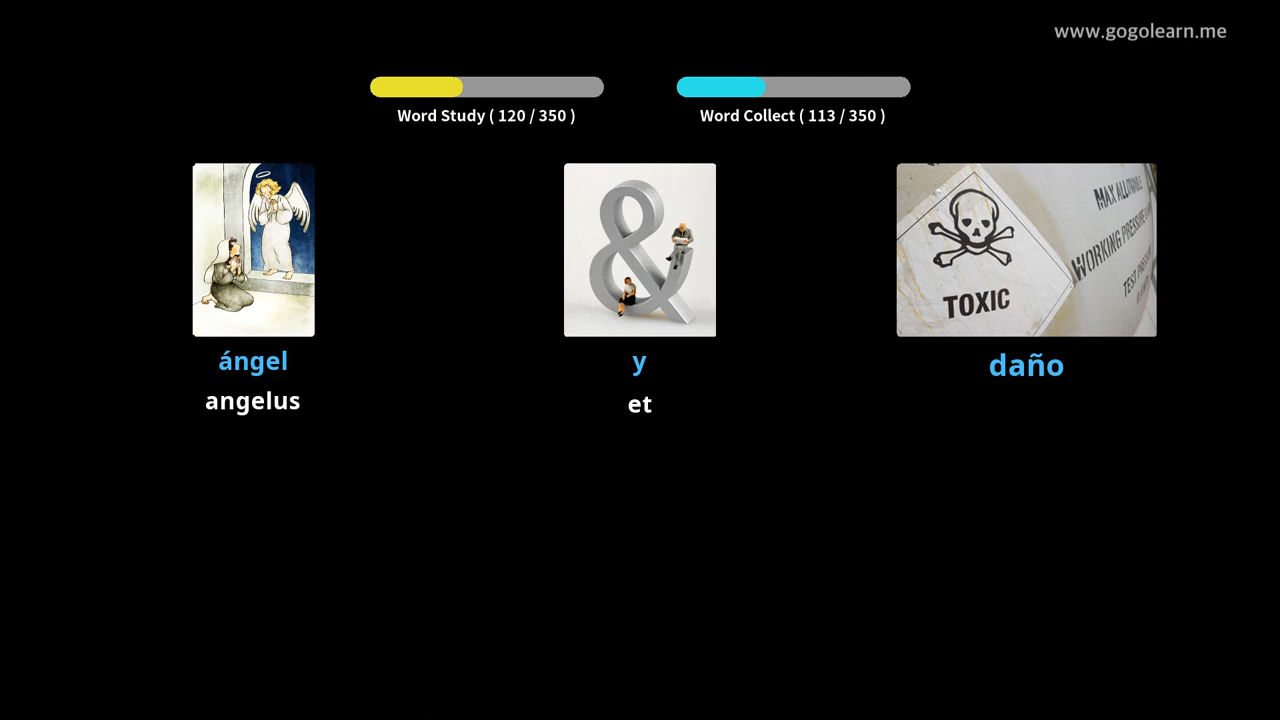 www.gogolearn.me
Word Study ( 120 / 350 )
Word Collect ( 113 / 350 )
TOXIC
MAX ALLOWABLE
WORKING PRESSURE
TEST
ángel
y
daño
angelus
et